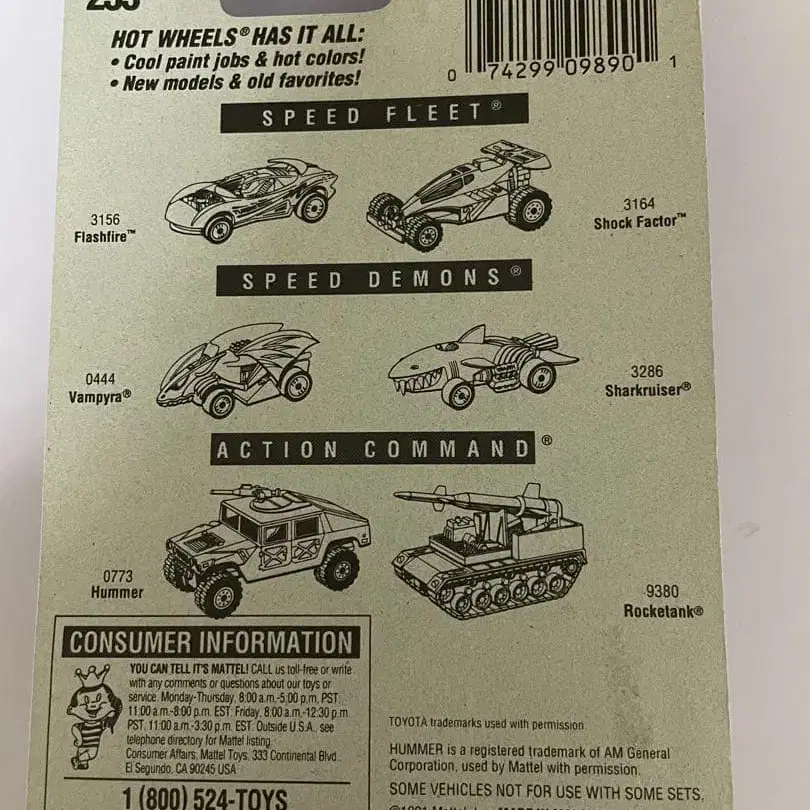 HOT WHEELS® HAS IT ALL:
• Cool paint jobs & hot colors!
• New models & old favorites!
0 74299 09890 1
SPEED FLEET®
3156
Flashfire™
3164
Shock Factor™
SPEED DEMONS®
0444
Vampyra®
3286
Sharkruiser®
ACTION COMMAND®
0773
Hummer
9380
Rocketank®
CONSUMER INFORMATION
YOU CAN TELL IT'S MATTEL! CALL us toll-free or write
with any comments or questions about our toys or
service. Monday-Thursday, 8:00 a.m.-5:00 p.m. PST.
11:00 a.m.-8:00 p.m. EST. Friday, 8:00 a.m.-12:30 p.m.
PST, 11:00 a.m.-3:30 p.m. EST. Outside U.S.A., see
telephone directory for Mattel listing.
Consumer Affairs, Mattel Toys, 333 Continental Blvd.,
El Segundo, CA 90245 USA
1 (800) 524-TOYS
TOYOTA trademarks used with permission.
HUMMER is a registered trademark of AM General
Corporation, used by Mattel with permission.
SOME VEHICLES NOT FOR USE WITH SOME SETS.